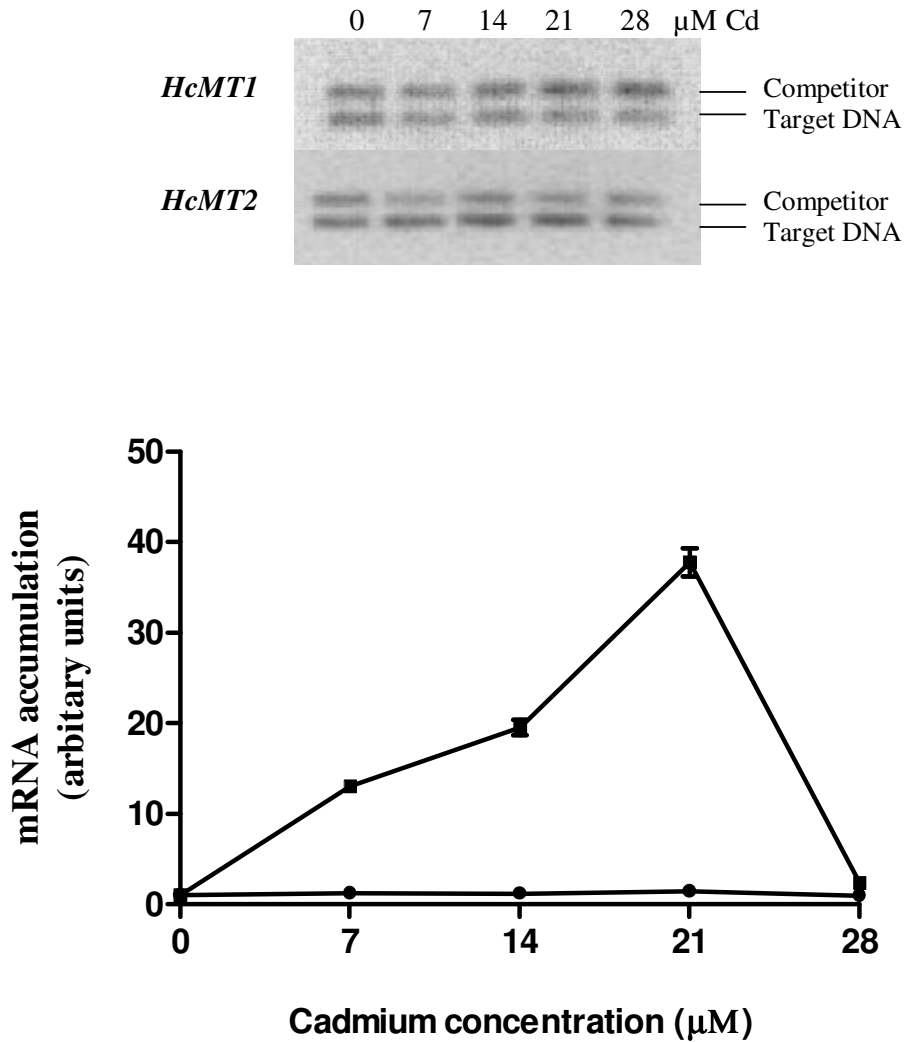 0 7 14 21 28 μM Cd
HcMT1
Competitor
Target DNA
HcMT2
Competitor
Target DNA
50
40
30
20
10
0
mRNA accumulation
(arbitary units)
0 7 14 21 28
Cadmium concentration (μM)